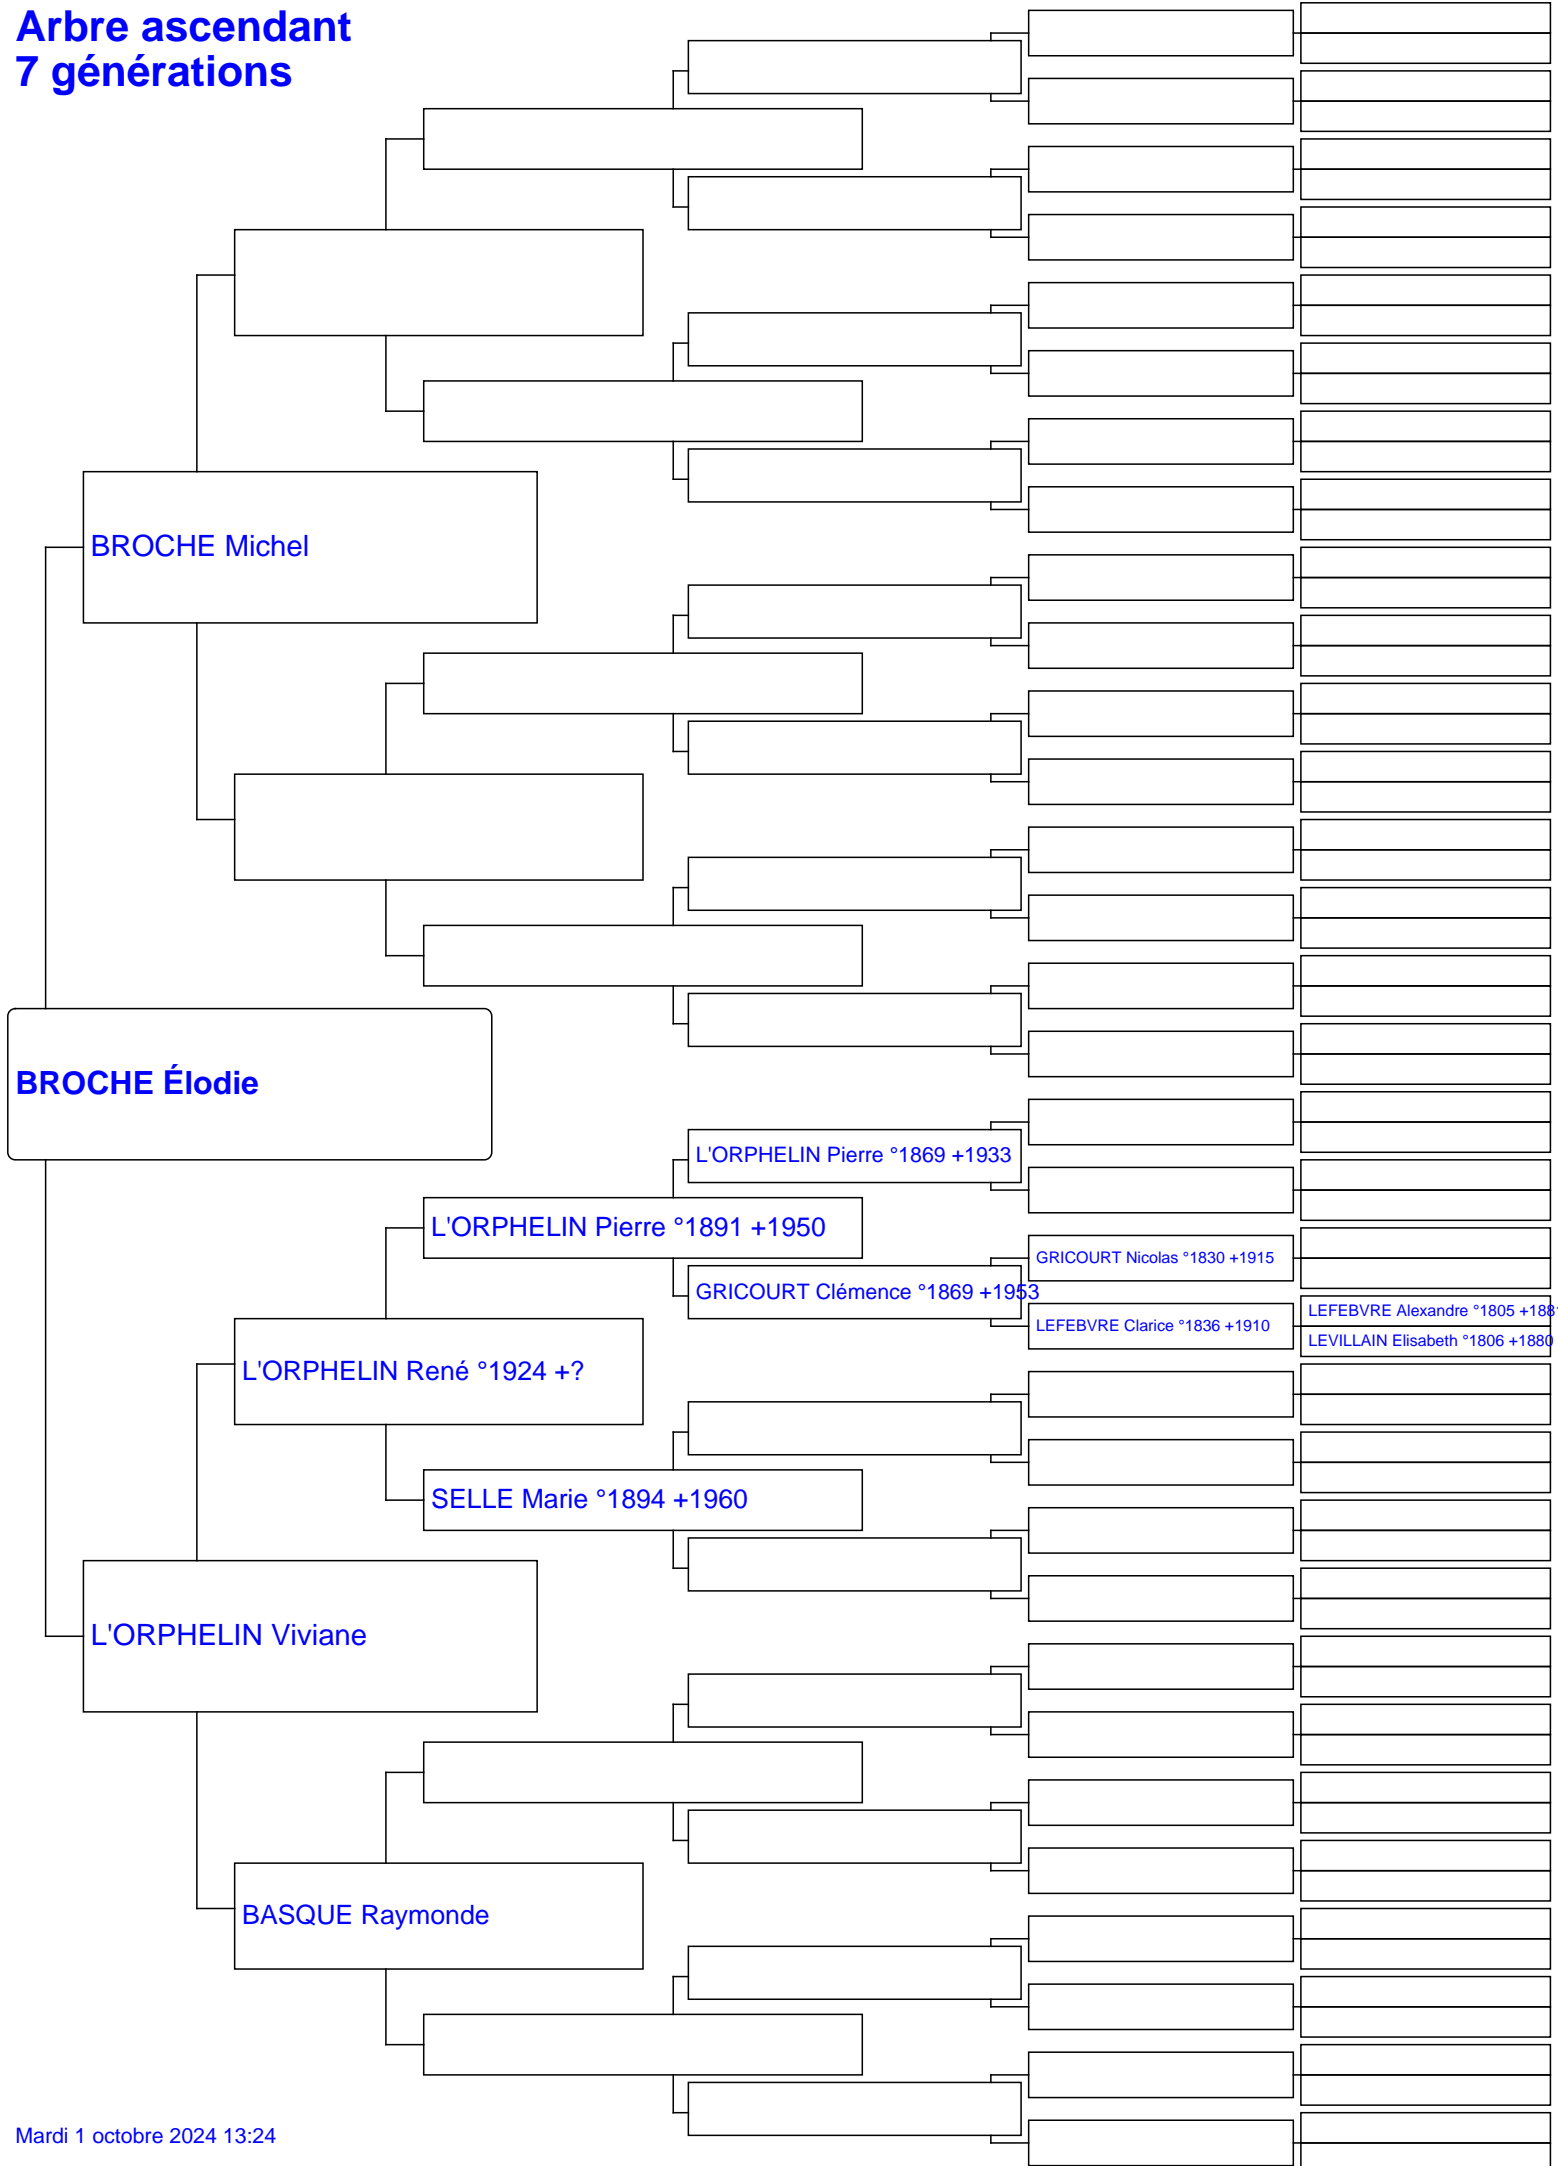 Arbre ascendant
7 générations
BROCHE Michel
BROCHE Élodie
L'ORPHELIN Pierre °1869 +1933
L'ORPHELIN Pierre °1891 +1950
GRICOURT Nicolas °1830 +1915
GRICOURT Clémence °1869 +1953
LEFEBVRE Alexandre °1805 +1881
LEFEBVRE Clarice °1836 +1910
LEVILLAIN Elisabeth °1806 +1880
L'ORPHELIN René °1924 +?
SELLE Marie °1894 +1960
L'ORPHELIN Viviane
BASQUE Raymonde
Mardi 1 octobre 2024 13:24